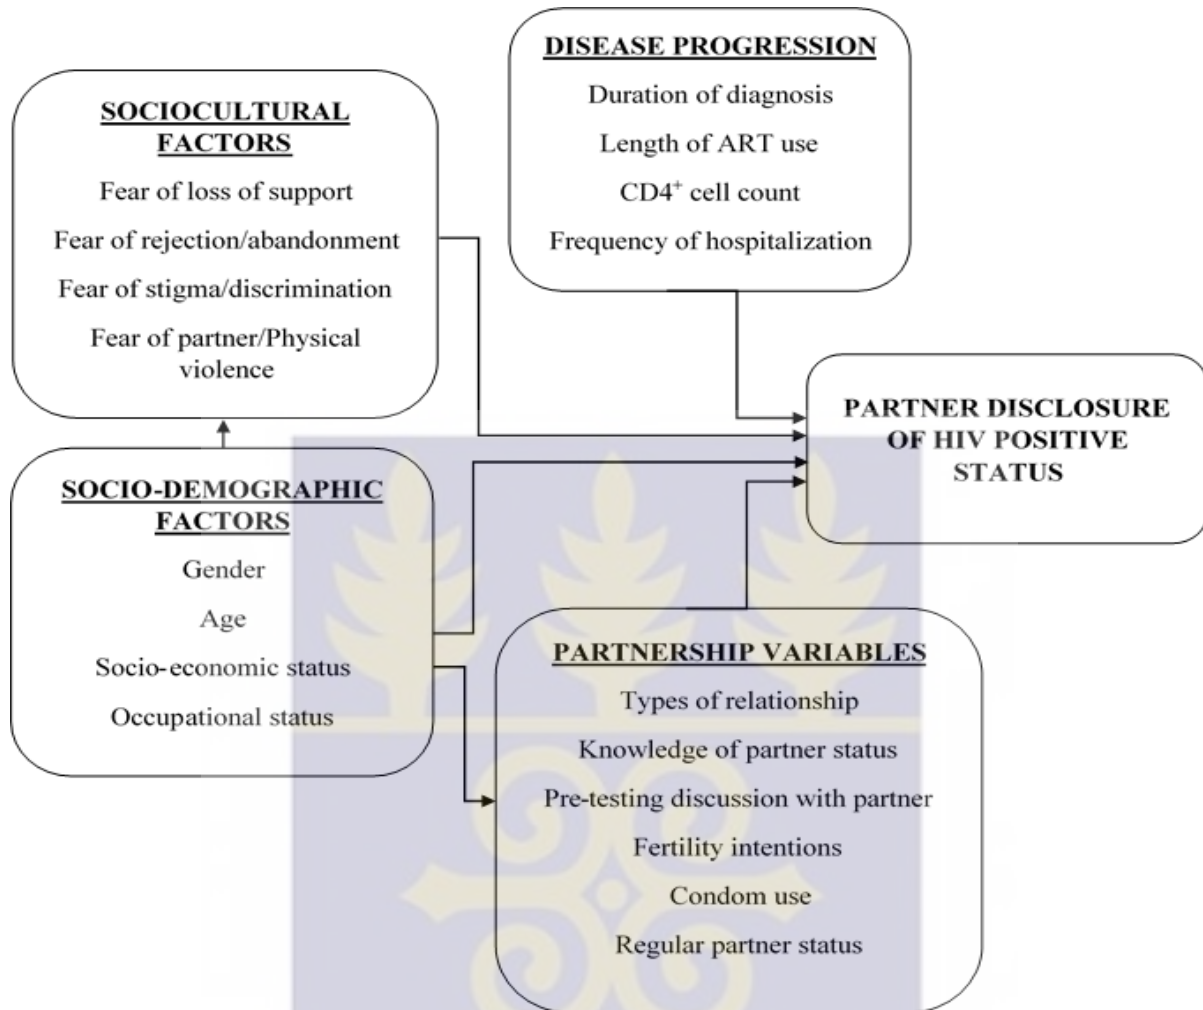 DISEASE PROGRESSION
Duration of diagnosis
Length of ART use
CD4⁺ cell count
Frequency of hospitalization
SOCIOCULTURAL
FACTORS
Fear of loss of support
Fear of rejection/abandonment
Fear of stigma/discrimination
Fear of partner/Physical
violence
PARTNER DISCLOSURE
OF HIV POSITIVE
STATUS
SOCIO-DEMOGRAPHIC
FACTORS
Gender
Age
Socio-economic status
Occupational status
PARTNERSHIP VARIABLES
Types of relationship
Knowledge of partner status
Pre-testing discussion with partner
Fertility intentions
Condom use
Regular partner status